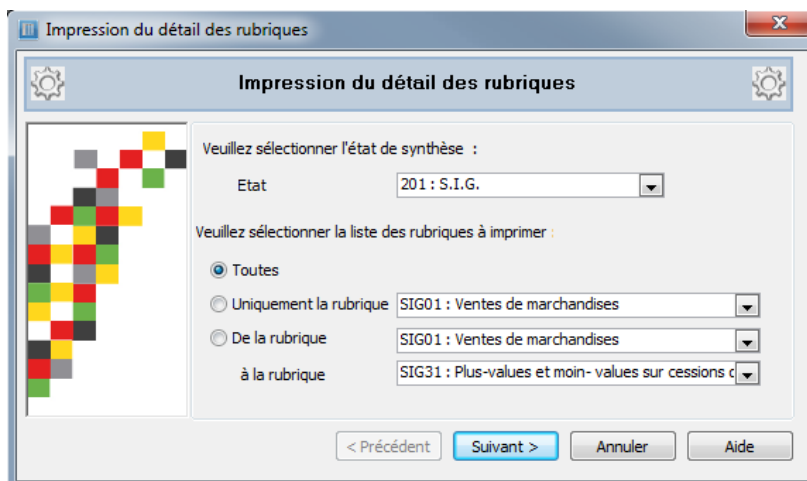 Impression du détail des rubriques
Impression du détail des rubriques
Veuillez sélectionner l'état de synthèse :
Etat 201 : S.I.G.
Veuillez sélectionner la liste des rubriques à imprimer :
Toutes
Uniquement la rubrique SIG01 : Ventes de marchandises
De la rubrique SIG01 : Ventes de marchandises
à la rubrique SIG31 : Plus-values et moin- values sur cessions
< Précédent Suivant > Annuler Aide